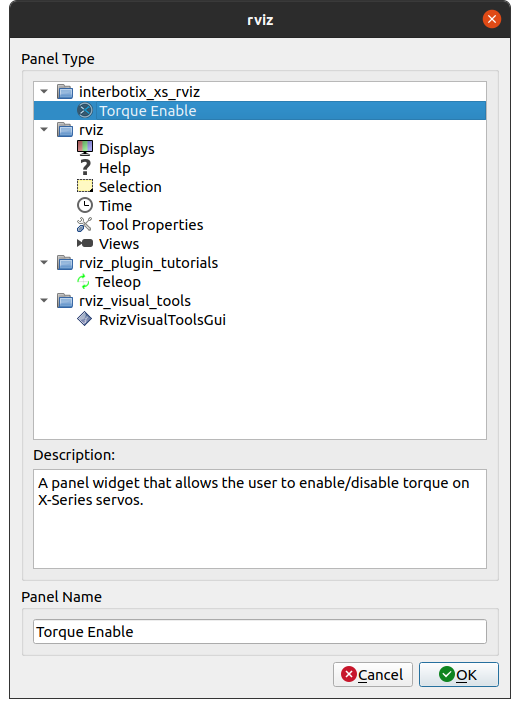 rviz
Panel Type
interbotix_xs_rviz
Torque Enable
rviz
Displays
Help
Selection
Time
Tool Properties
Views
rviz_plugin_tutorials
Teleop
rviz_visual_tools
RvizVisualToolsGui
Description:
A panel widget that allows the user to enable/disable torque on
X-Series servos.
Panel Name
Torque Enable
Cancel OK